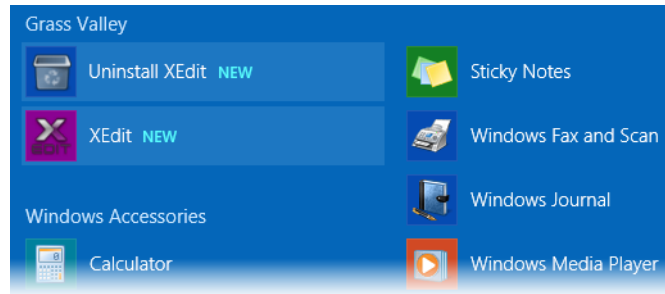 Grass Valley
Uninstall XEdit NEW
XEdit NEW
Windows Accessories
Calculator
Sticky Notes
Windows Fax and Scan
Windows Journal
Windows Media Player